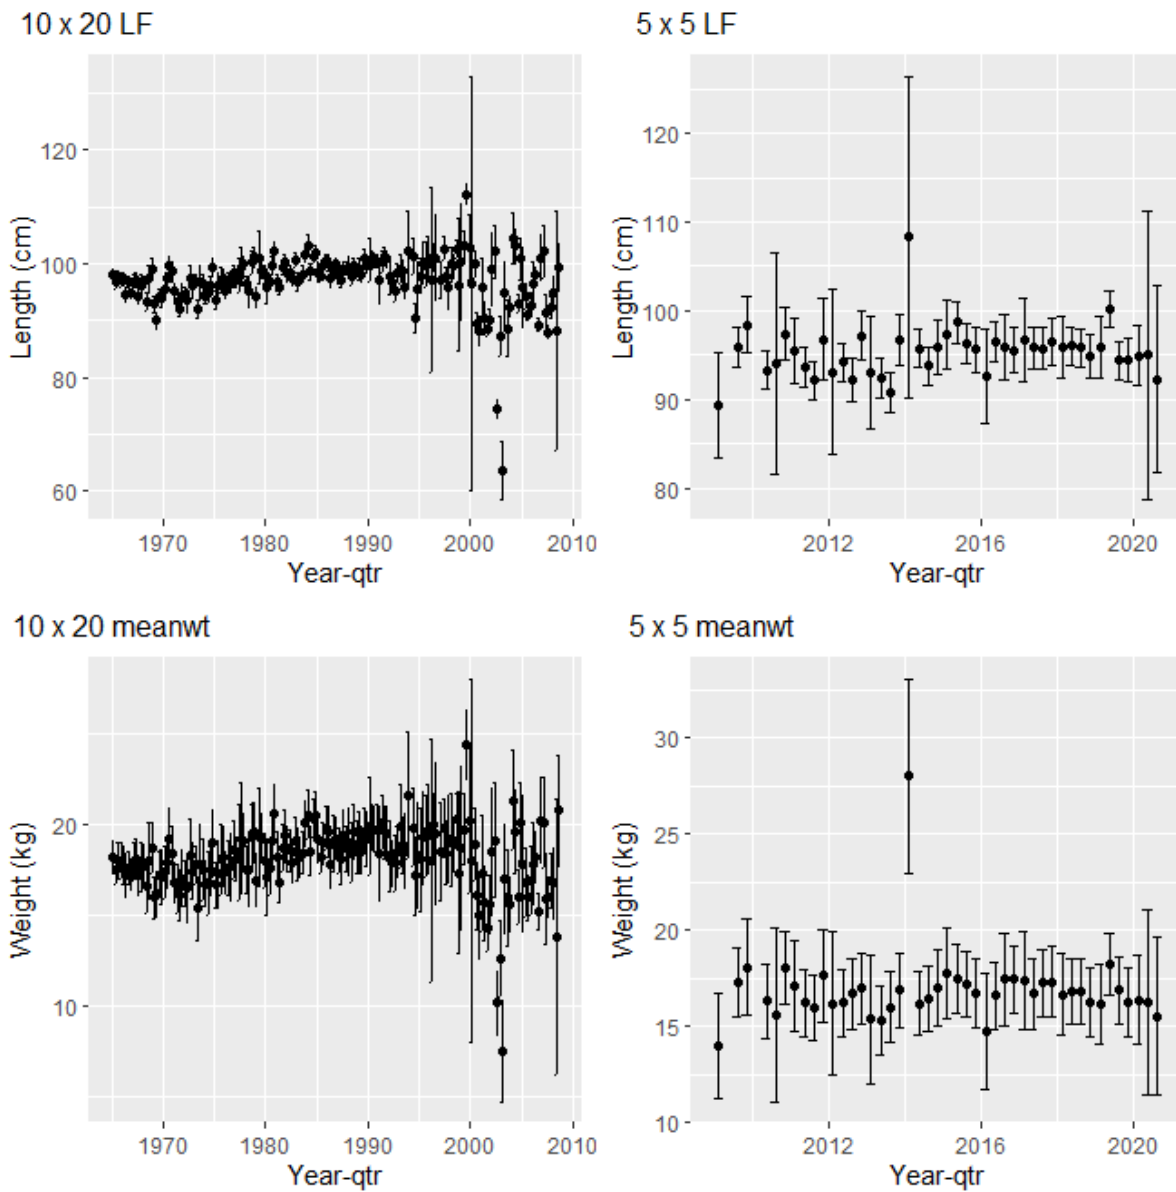 10 x 20 LF
5 x 5 LF
Length (cm)
120
100
80
60
1970
1980
1990
2000
2010
Year-qtr
Length (cm)
120
110
100
90
80
2012
2016
2020
Year-qtr
10 x 20 meanwt
5 x 5 meanwt
Weight (kg)
20
10
1970
1980
1990
2000
2010
Year-qtr
Weight (kg)
30
25
20
15
10
2012
2016
2020
Year-qtr